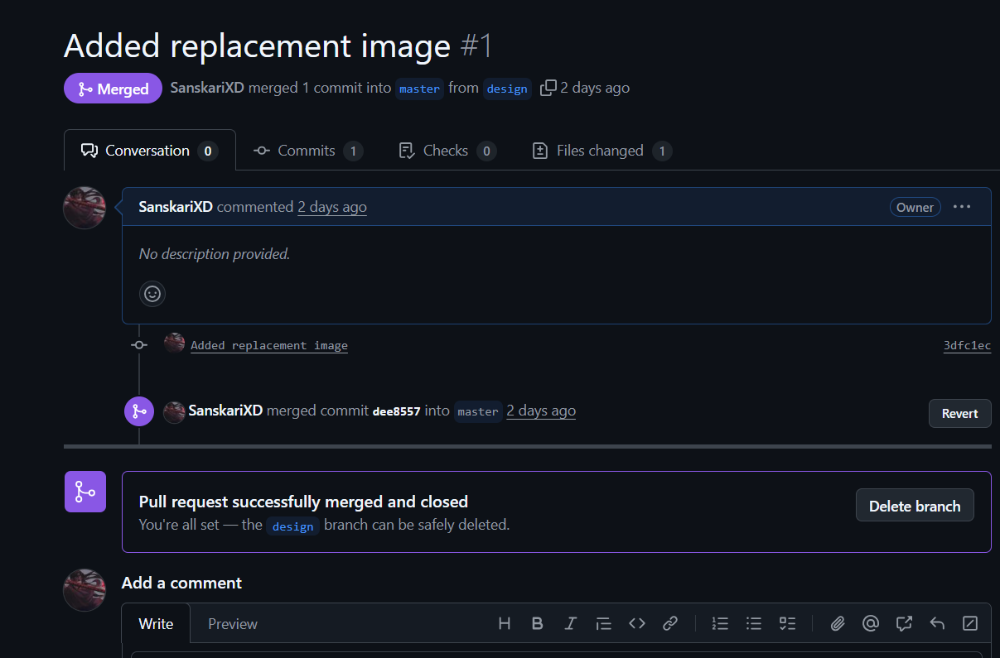 Added replacement image #1
Merged SanskariXD merged 1 commit into master from design 2 days ago
Conversation 0 Commits 1 Checks 0 Files changed 1
SanskariXD commented 2 days ago Owner
No description provided.
Added replacement image 3dfc1ec
SanskariXD merged commit dee8557 into master 2 days ago Revert
Pull request successfully merged and closed
You're all set — the design branch can be safely deleted.
Delete branch
Add a comment
Write Preview